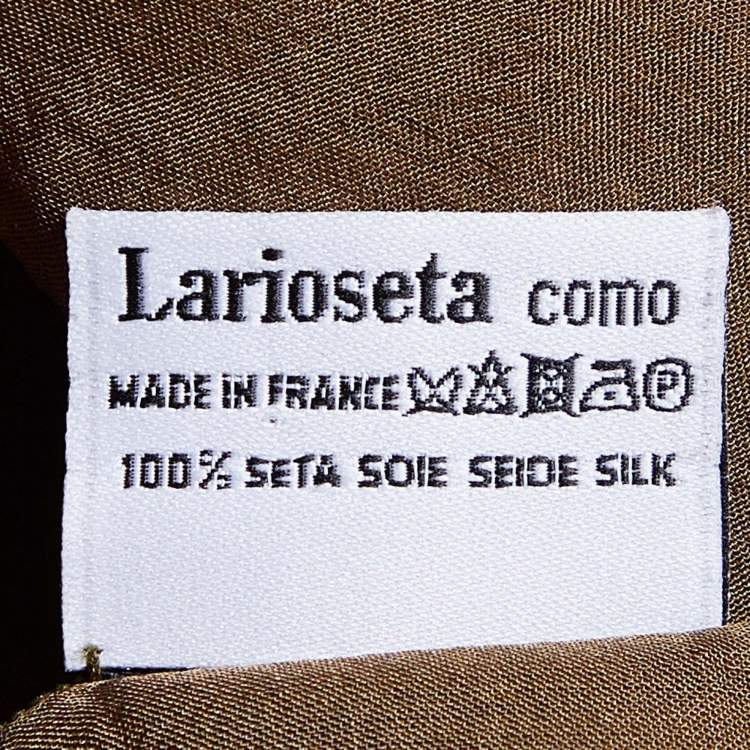 Larioseta como
MADE IN FRANCE P
100% SETA SOIE SEIDE SILK